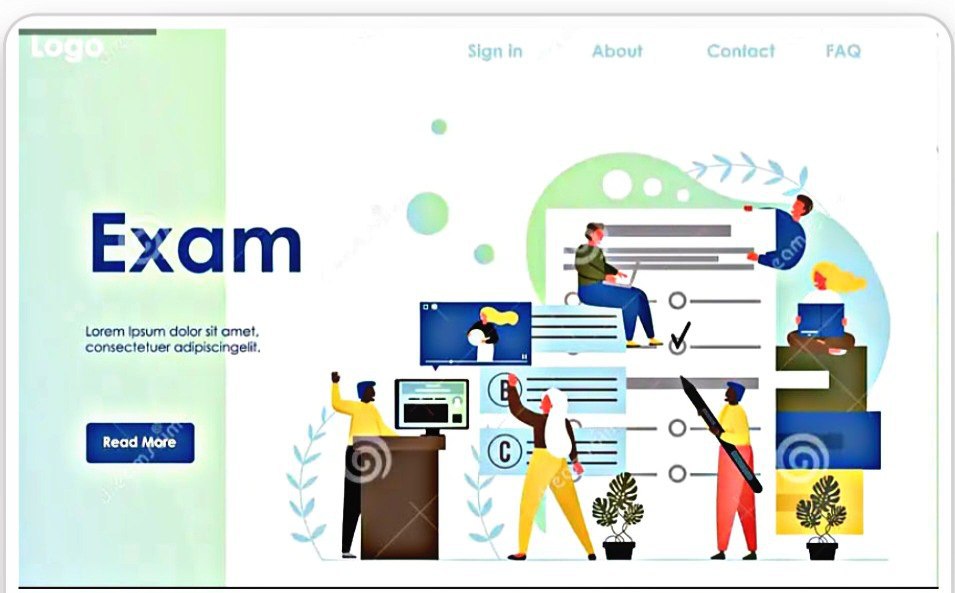 Logo
Sign in About Contact FAQ
Exam
Lorem Ipsum dolor sit amet,
consectetuer adipiscingelit.
Read More
B
C